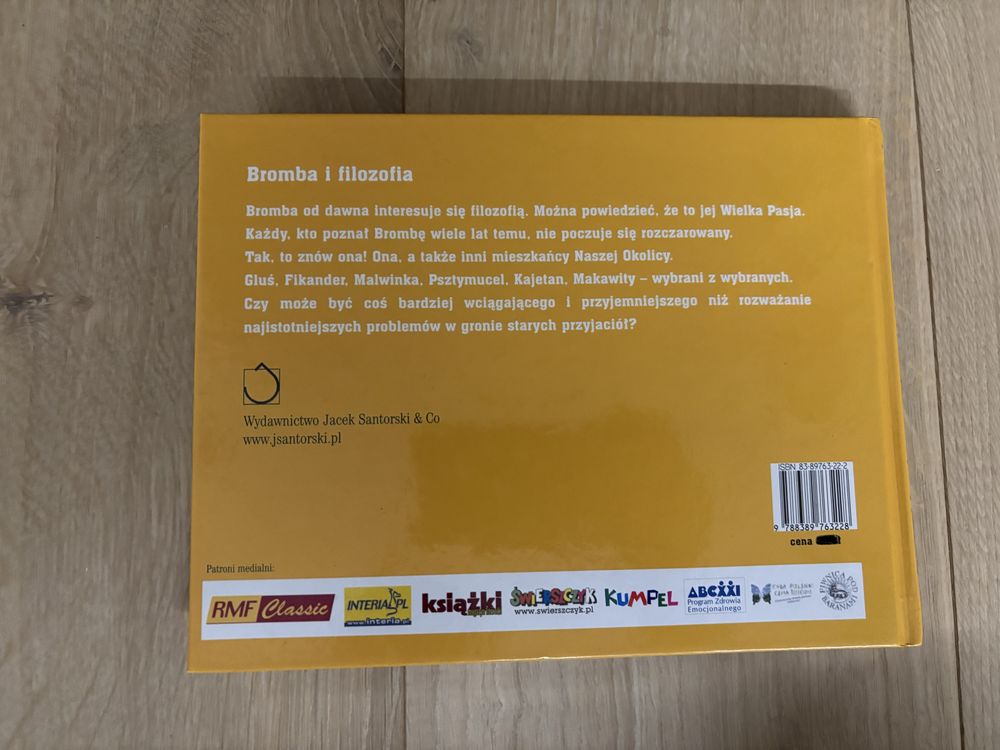 Bromba i filozofia
Bromba od dawna interesuje się filozofią. Można powiedzieć, że to jej Wielka Pasja.
Każdy, kto poznał Brombę wiele lat temu, nie poczuje się rozczarowany.
Tak, to znów ona! Ona, a także inni mieszkańcy Naszej Okolicy.
Gluś, Fikander, Malwinka, Psztymucel, Kajetan, Makawity – wybrani z wybranych.
Czy może być coś bardziej wciągającego i przyjemniejszego niż rozważanie
najistotniejszych problemów w gronie starych przyjaciół?
Wydawnictwo Jacek Santorski & Co
www.jsantorski.pl
ISBN 83-89763-22-2
9 788389 763228
cena
Patroni medialni:
RMF Classic
INTERIA.PL
www.interia.pl
książki
ŚWIERSZCZYK
www.swierszczyk.pl
KUMPEL
ABCXXI
Program Zdrowia
Emocjonalnego
PIWNICA POD
BARANAMI